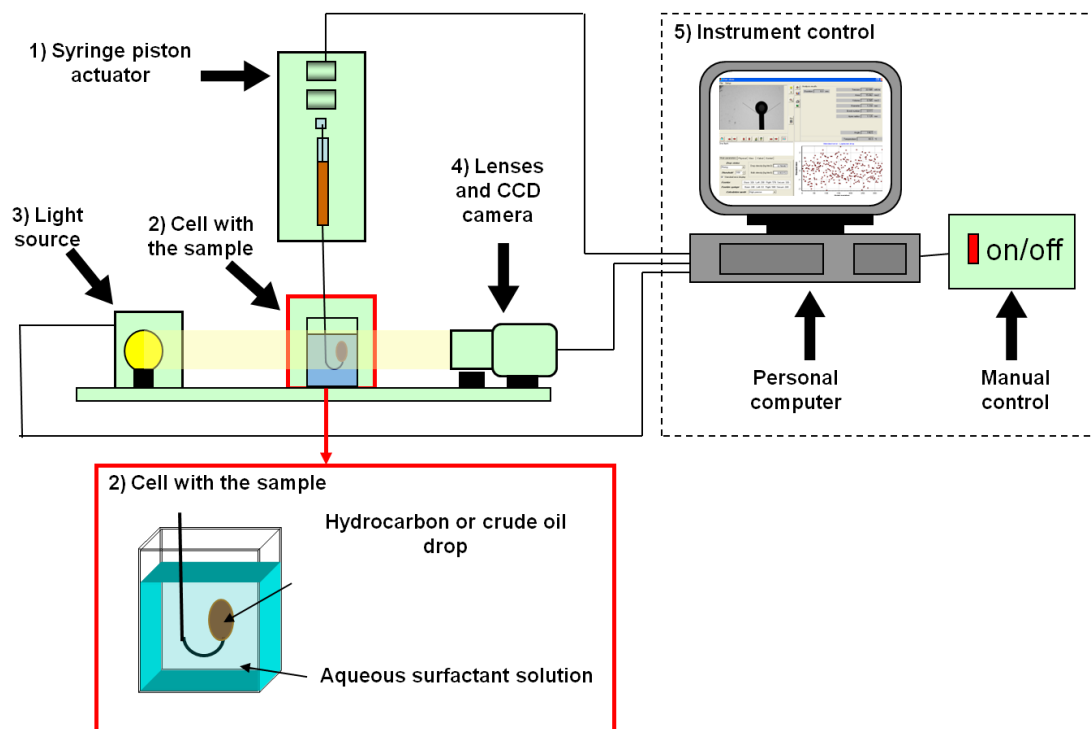 1) Syringe piston
actuator
5) Instrument control
4) Lenses
and CCD
camera
3) Light
source
2) Cell with
the sample
on/off
Personal
computer
Manual
control
2) Cell with the sample
Hydrocarbon or crude oil
drop
Aqueous surfactant solution